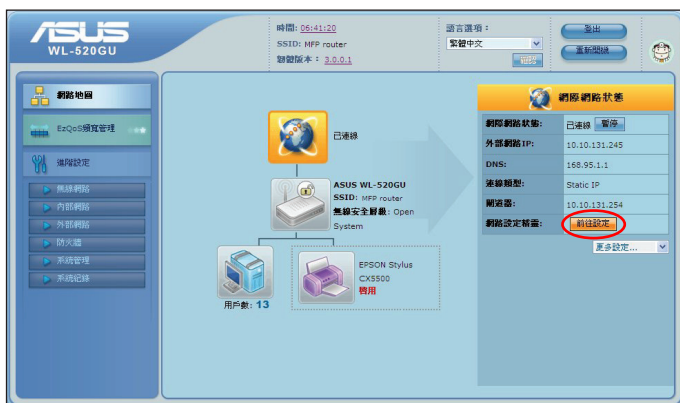 ASUS
WL-520GU
時間: 05:41:20
SSID: MFP router
韌體版本: 3.0.0.1
語言選項:
繁體中文
登出
重新開機
網路地圖
EzQoS頻寬管理
進階設定
無線網路
內部網路
外部網路
防火牆
系統管理
系統紀錄
已連線
ASUS WL-520GU
SSID: MFP router
無線安全層級: Open
System
用戶數: 13
EPSON Stylus
CX5500
啓用
網際網路狀態
網際網路狀態: 已連線 暫停
外部網路IP: 10.10.131.245
DNS: 168.95.1.1
連線類型: Static IP
閘道器: 10.10.131.254
網路設定精靈: 前往設定
更多設定...